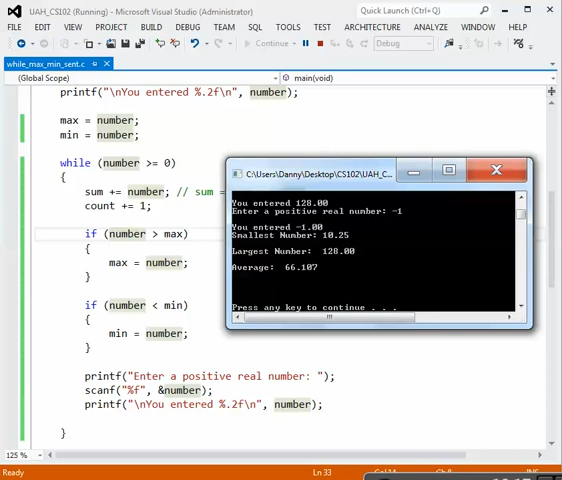 UAH_CS102 (Running) - Microsoft Visual Studio (Administrator)
Quick Launch (Ctrl+Q)
FILE EDIT VIEW PROJECT BUILD DEBUG TEAM SQL TOOLS TEST ARCHITECTURE ANALYZE WINDOW HELP
Continue Debug
while_max_min_sent.c
(Global Scope) main(void)
printf("\nYou entered %.2f\n", number);
max = number;
min = number;
while (number >= 0)
{
sum += number; // sum =
count += 1;
if (number > max)
{
max = number;
}
if (number < min)
{
min = number;
}
printf("Enter a positive real number: ");
scanf("%f", &number);
printf("\nYou entered %.2f\n", number);
}
C:\Users\Danny\Desktop\CS102\UAH_C...
You entered 128.00
Enter a positive real number: -1
You entered -1.00
Smallest Number: 10.25
Largest Number: 128.00
Average: 66.107
Press any key to continue . . .
125 %
Ready Ln 33